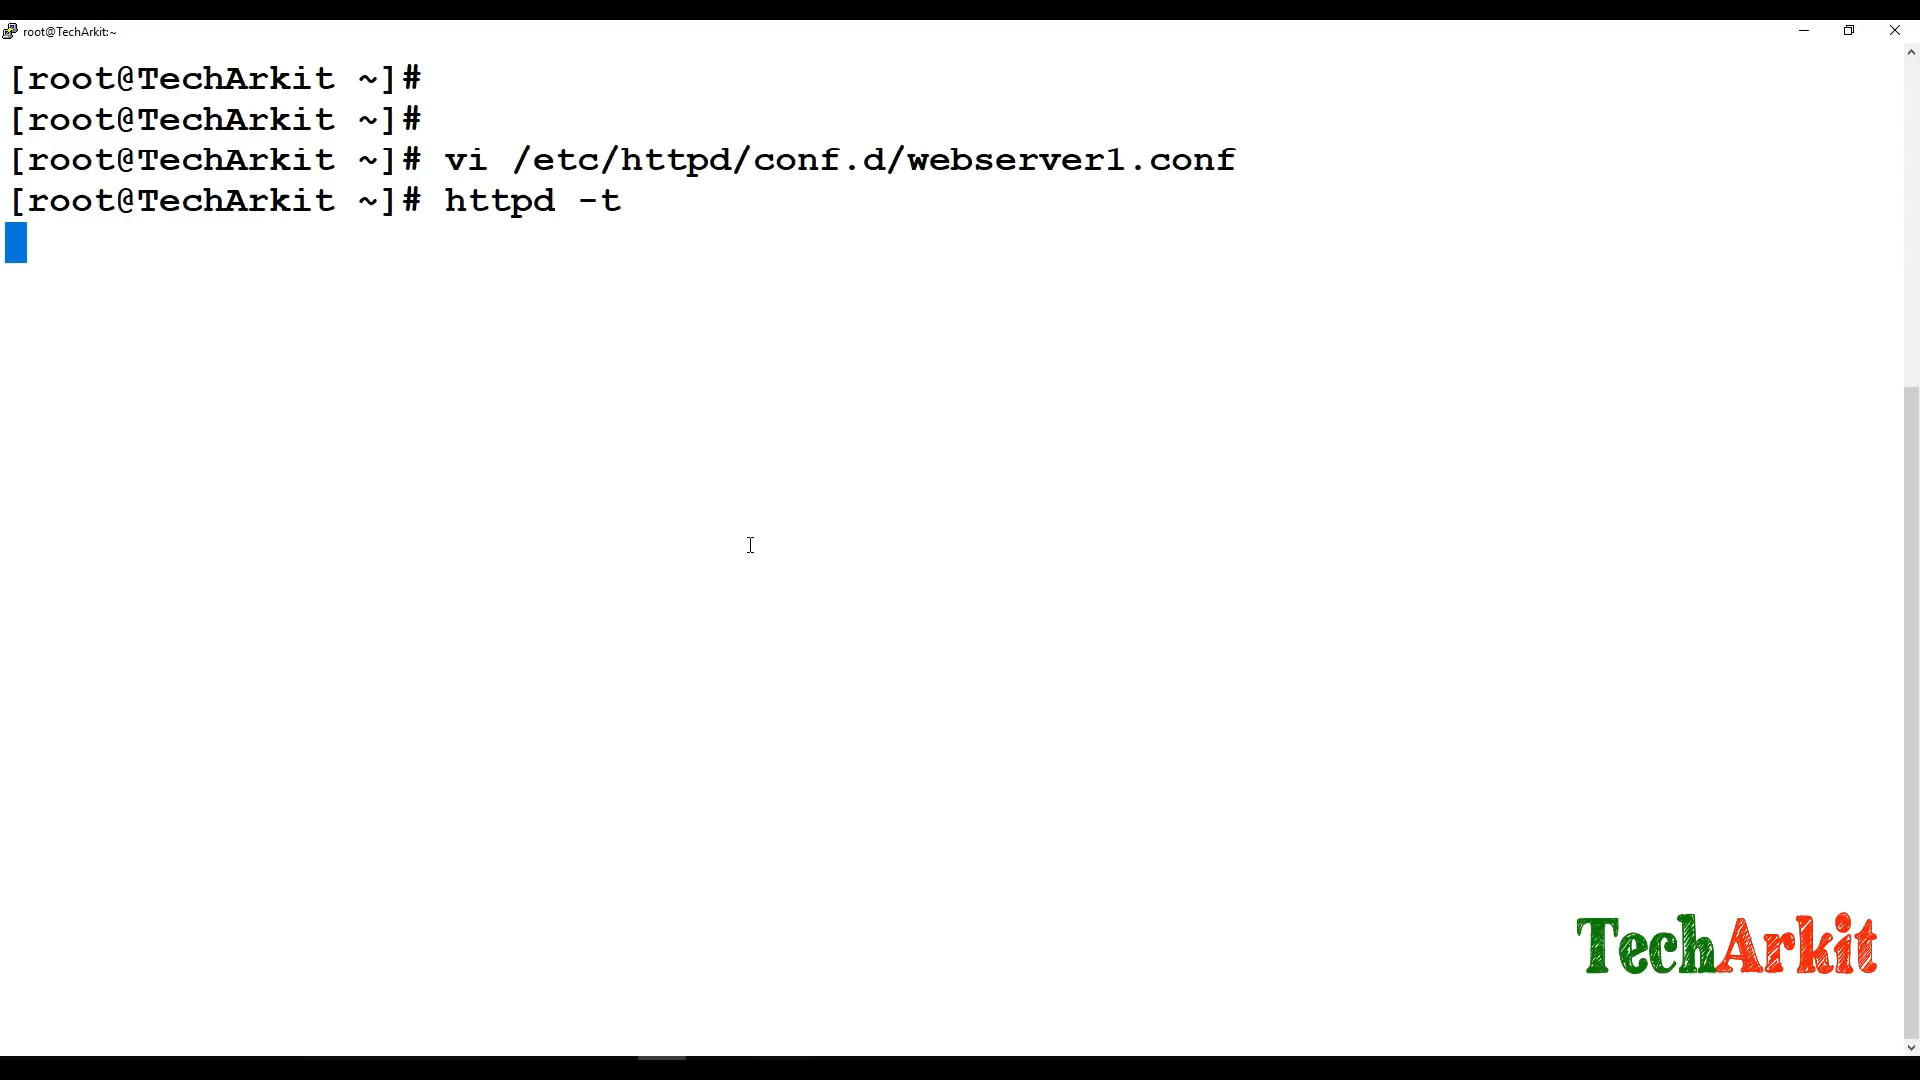 root@TechArkit:~
[root@TechArkit ~]#
[root@TechArkit ~]#
[root@TechArkit ~]# vi /etc/httpd/conf.d/webserver1.conf
[root@TechArkit ~]# httpd -t
TechArkit